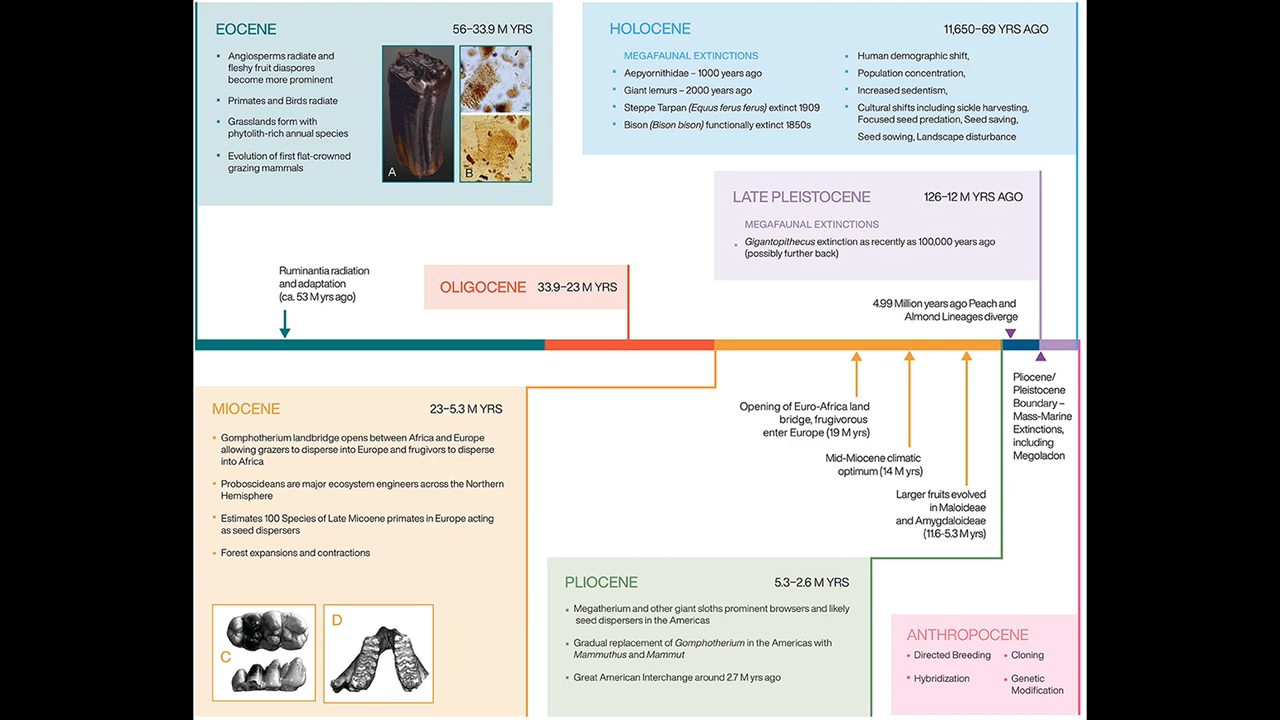 EOCENE 56–33.9 M YRS
Angiosperms radiate and
fleshy fruit diaspores
become more prominent
Primates and Birds radiate
Grasslands form with
phytolith-rich annual species
Evolution of first flat-crowned
grazing mammals
A
B
HOLOCENE 11,650–69 YRS AGO
MEGAFAUNAL EXTINCTIONS
Aepyornithidae – 1000 years ago
Giant lemurs – 2000 years ago
Steppe Tarpan (Equus ferus ferus) extinct 1909
Bison (Bison bison) functionally extinct 1850s
Human demographic shift,
Population concentration,
Increased sedentism,
Cultural shifts including sickle harvesting,
Focused seed predation, Seed saving,
Seed sowing, Landscape disturbance
LATE PLEISTOCENE 126–12 M YRS AGO
MEGAFAUNAL EXTINCTIONS
Gigantopithecus extinction as recently as 100,000 years ago
(possibly further back)
Ruminantia radiation
and adaptation
(ca. 53 M yrs ago)
OLIGOCENE 33.9–23 M YRS
4.99 Million years ago Peach and
Almond Lineages diverge
MIOCENE 23–5.3 M YRS
Gomphotherium landbridge opens between Africa and Europe
allowing grazers to disperse into Europe and frugivors to disperse
into Africa
Proboscideans are major ecosystem engineers across the Northern
Hemisphere
Estimates 100 Species of Late Micoene primates in Europe acting
as seed dispersers
Forest expansions and contractions
C
D
Opening of Euro-Africa land
bridge, frugivorous
enter Europe (19 M yrs)
Mid-Miocene climatic
optimum (14 M yrs)
Larger fruits evolved
in Maloideae
and Amygdaloideae
(11.6-5.3 M yrs)
Pliocene/
Pleistocene
Boundary –
Mass-Marine
Extinctions,
including
Megoladon
PLIOCENE 5.3–2.6 M YRS
Megatherium and other giant sloths prominent browsers and likely
seed dispersers in the Americas
Gradual replacement of Gomphotherium in the Americas with
Mammuthus and Mammut
Great American Interchange around 2.7 M yrs ago
ANTHROPOCENE
Directed Breeding
Hybridization
Cloning
Genetic
Modification